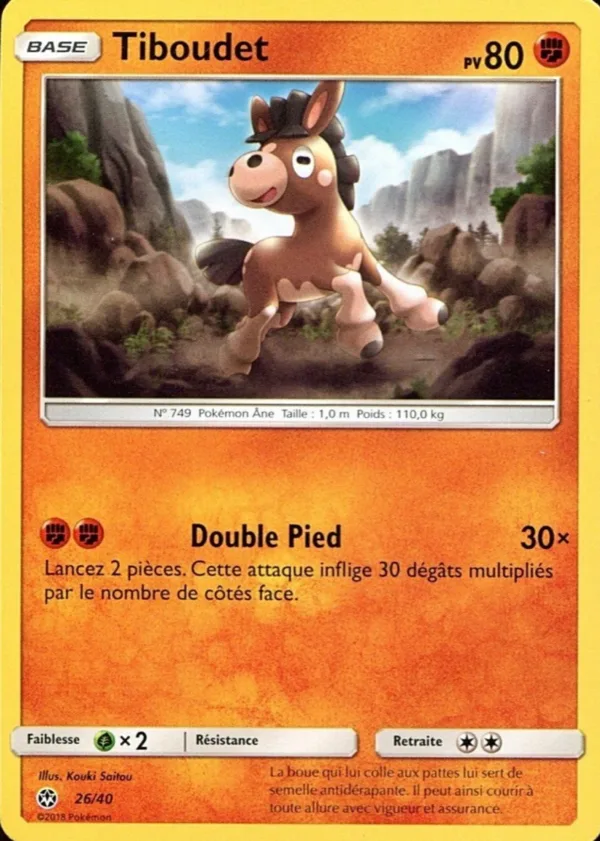 BASE Tiboudet PV80
Nº 749 Pokémon Âne Taille : 1,0 m Poids : 110,0 kg
Double Pied 30×
Lancez 2 pièces. Cette attaque inflige 30 dégâts multipliés
par le nombre de côtés face.
Faiblesse ×2 Résistance Retraite
Illus. Kouki Saitou
26/40
©2018 Pokémon
La boue qui lui colle aux pattes lui sert de
semelle antidérapante. Il peut ainsi courir à
toute allure avec vigueur et assurance.